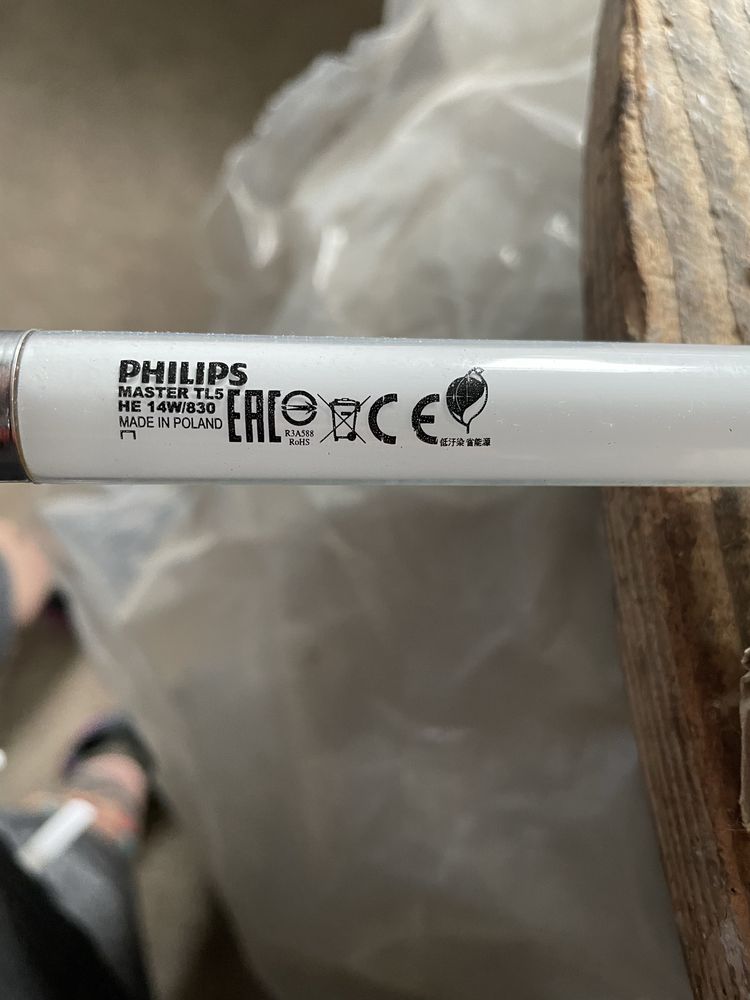 PHILIPS
MASTER TL5
HE 14W/830
MADE IN POLAND
EAC
R3A588
RoHS
CE
低汙染 省能源